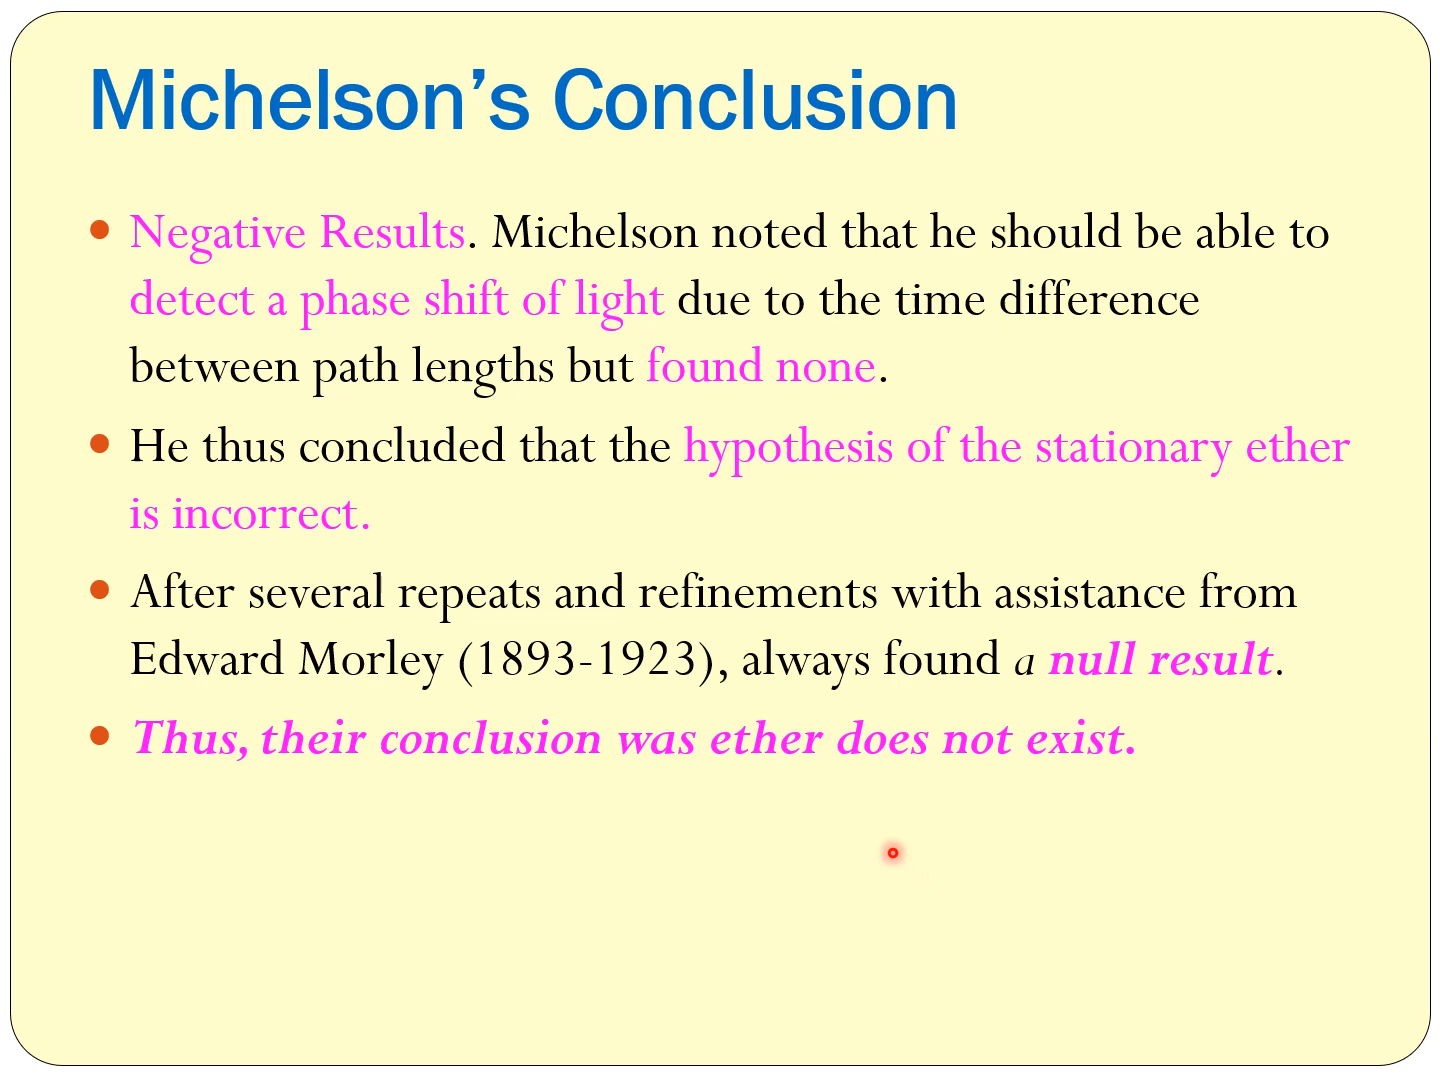 Michelson’s Conclusion
Negative Results. Michelson noted that he should be able to
detect a phase shift of light due to the time difference
between path lengths but found none.
He thus concluded that the hypothesis of the stationary ether
is incorrect.
After several repeats and refinements with assistance from
Edward Morley (1893-1923), always found a null result.
Thus, their conclusion was ether does not exist.